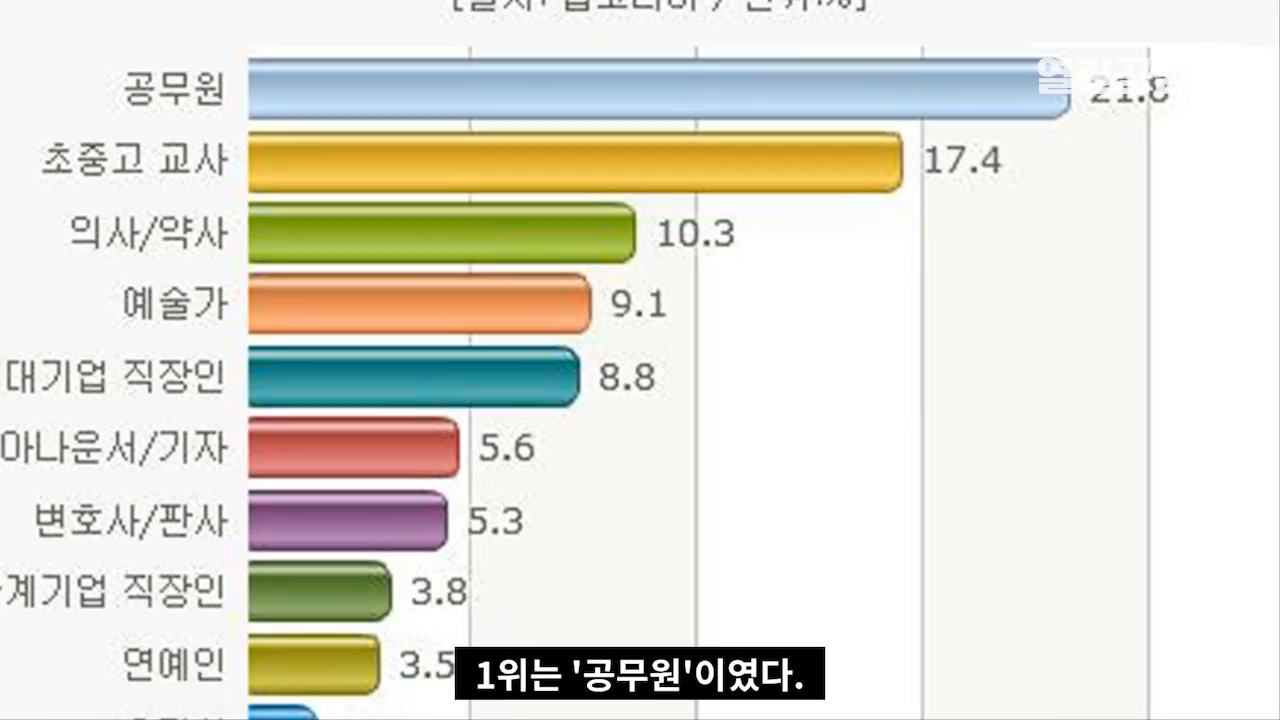 공무원 21.8
초중고 교사 17.4
의사/약사 10.3
예술가 9.1
대기업 직장인 8.8
아나운서/기자 5.6
변호사/판사 5.3
계기업 직장인 3.8
연예인 3.5
1위는 '공무원'이였다.